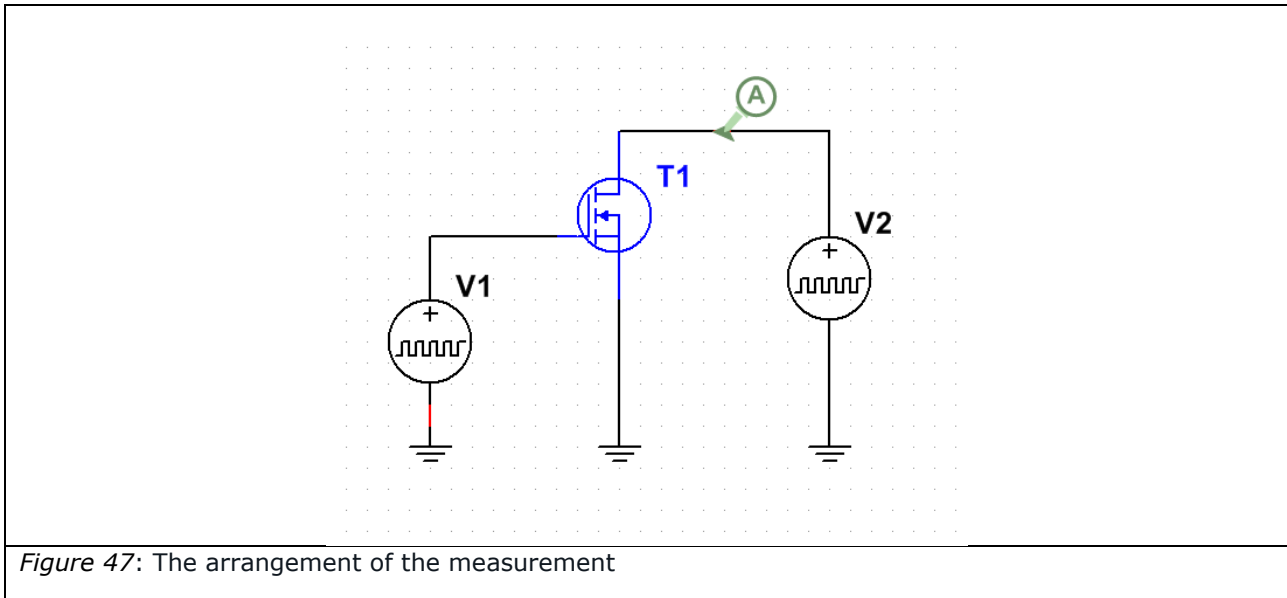 A
T1
V2
V1
Figure 47: The arrangement of the measurement